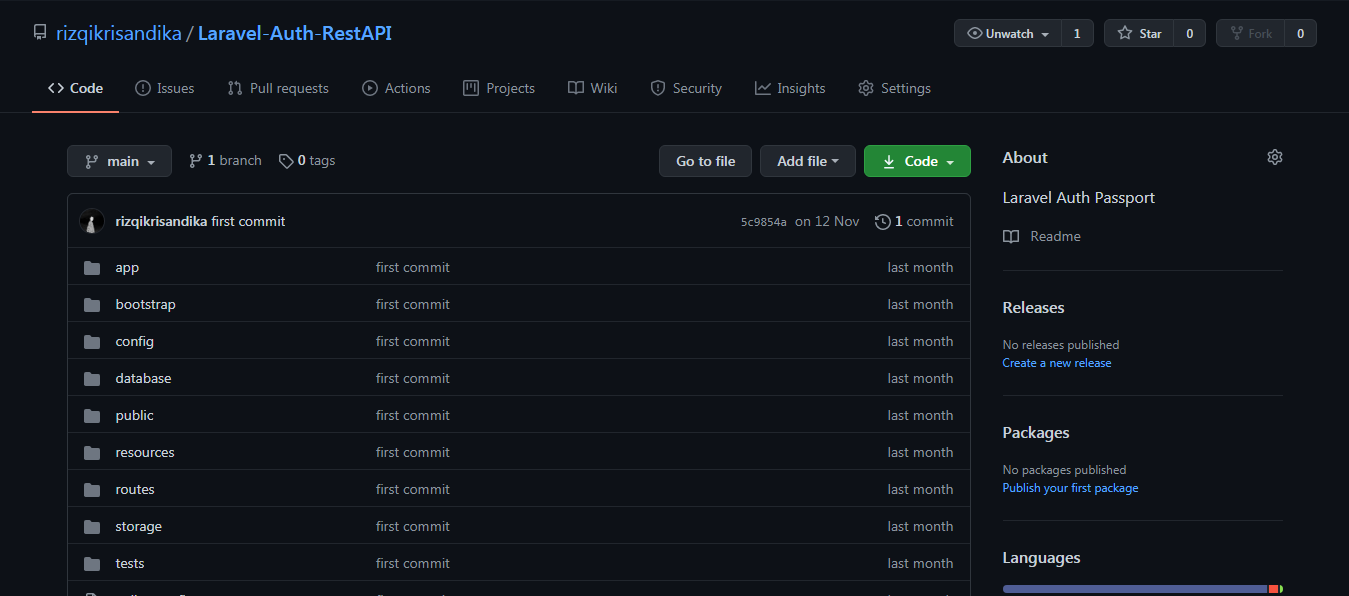 rizqikrisandika / Laravel-Auth-RestAPI
Unwatch 1 Star 0 Fork 0
Code Issues Pull requests Actions Projects Wiki Security Insights Settings
main 1 branch 0 tags Go to file Add file Code
rizqikrisandika first commit 5c9854a on 12 Nov 1 commit
app first commit last month
bootstrap first commit last month
config first commit last month
database first commit last month
public first commit last month
resources first commit last month
routes first commit last month
storage first commit last month
tests first commit last month
About
Laravel Auth Passport
Readme
Releases
No releases published
Create a new release
Packages
No packages published
Publish your first package
Languages